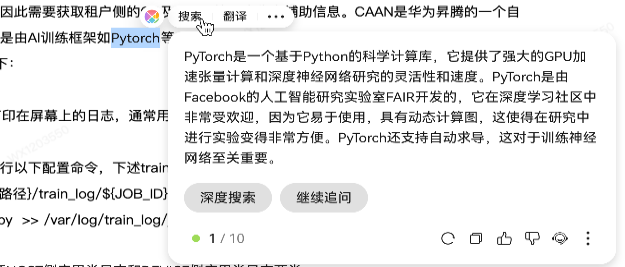 因此需要获取租户侧的
搜索 翻译 •••
辅助信息。CAAN是华为昇腾的一个自
是由AI训练框架如Pytorch等
下：
PyTorch是一个基于Python的科学计算库，它提供了强大的GPU加
速张量计算和深度神经网络研究的灵活性和速度。PyTorch是由
Facebook的人工智能研究实验室FAIR开发的，它在深度学习社区中
非常受欢迎，因为它易于使用，具有动态计算图，这使得在研究中
进行实验变得非常方便。PyTorch还支持自动求导，这对于训练神经
网络至关重要。
深度搜索 继续追问
1 / 10
印在屏幕上的日志，通常用
行以下配置命令，下述train
路径}/train_log/${JOB_ID}
py >> /var/log/train_log/